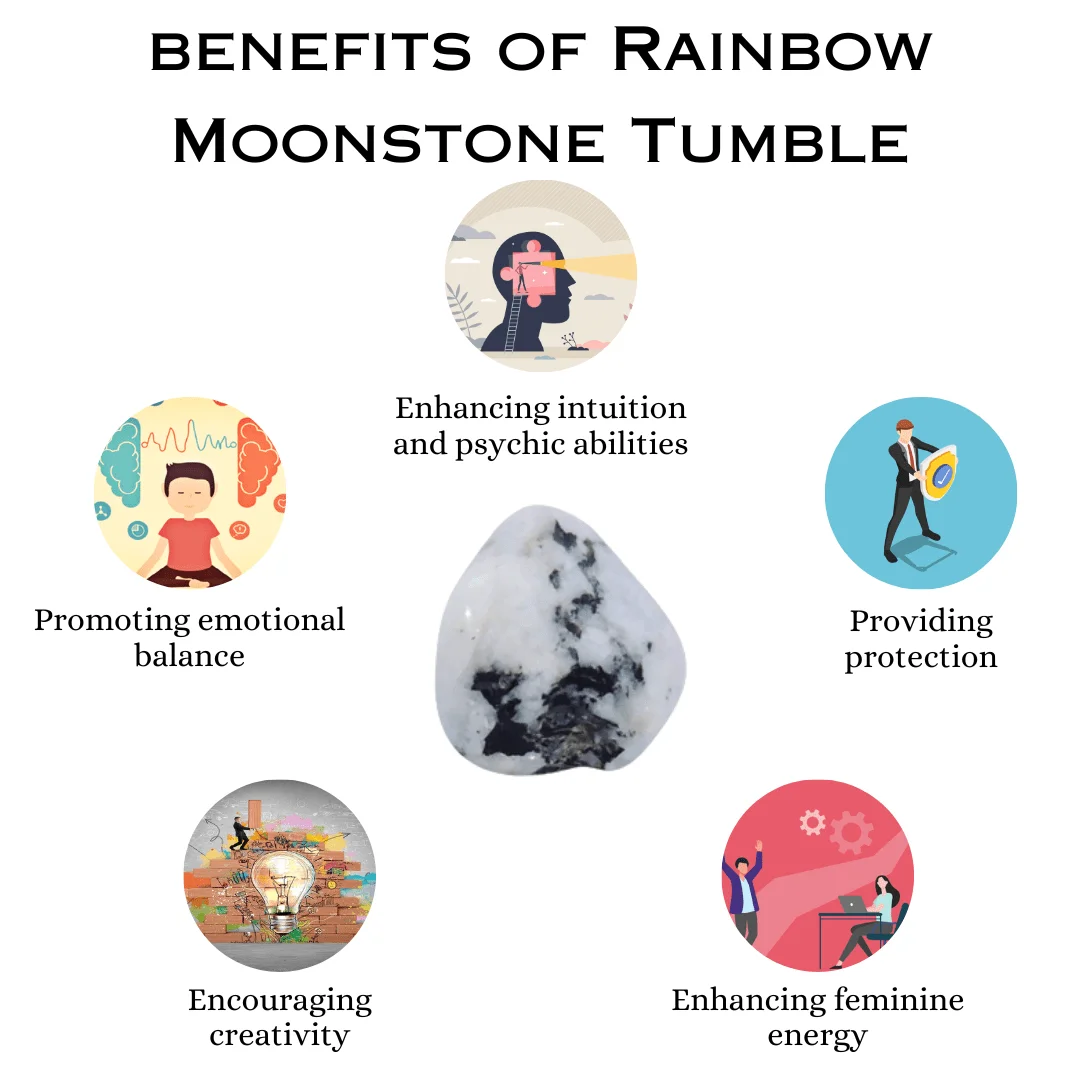 BENEFITS OF RAINBOW
MOONSTONE TUMBLE
Enhancing intuition
and psychic abilities
Promoting emotional
balance
Providing
protection
Encouraging
creativity
Enhancing feminine
energy